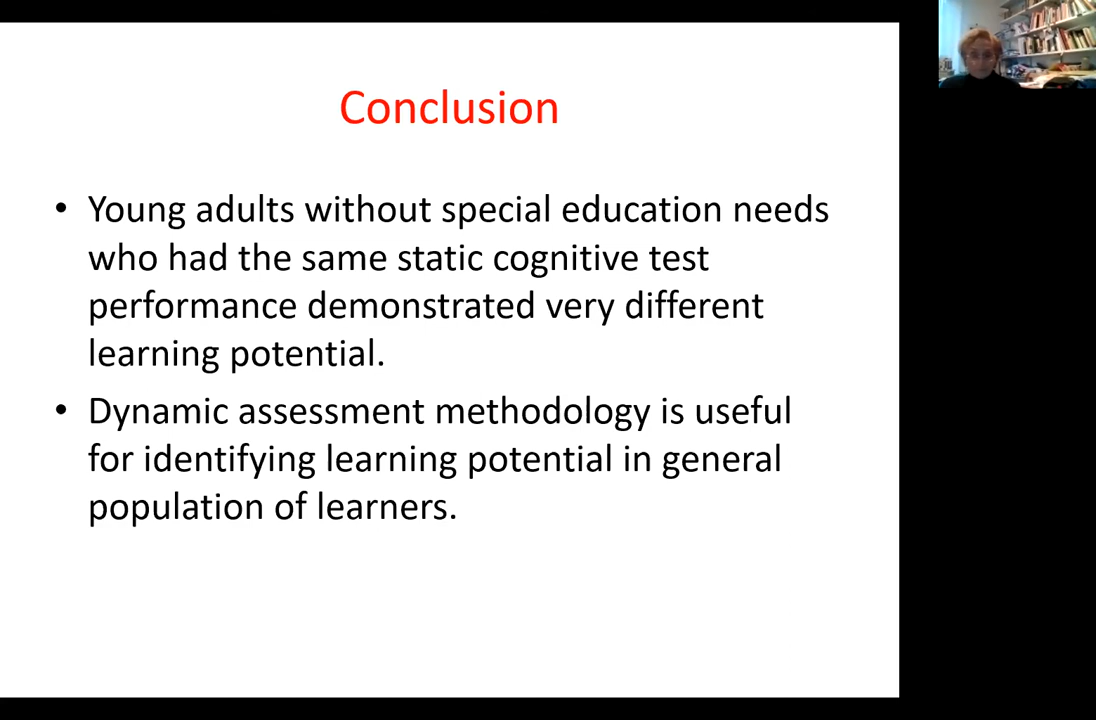 Conclusion
• Young adults without special education needs
who had the same static cognitive test
performance demonstrated very different
learning potential.
• Dynamic assessment methodology is useful
for identifying learning potential in general
population of learners.